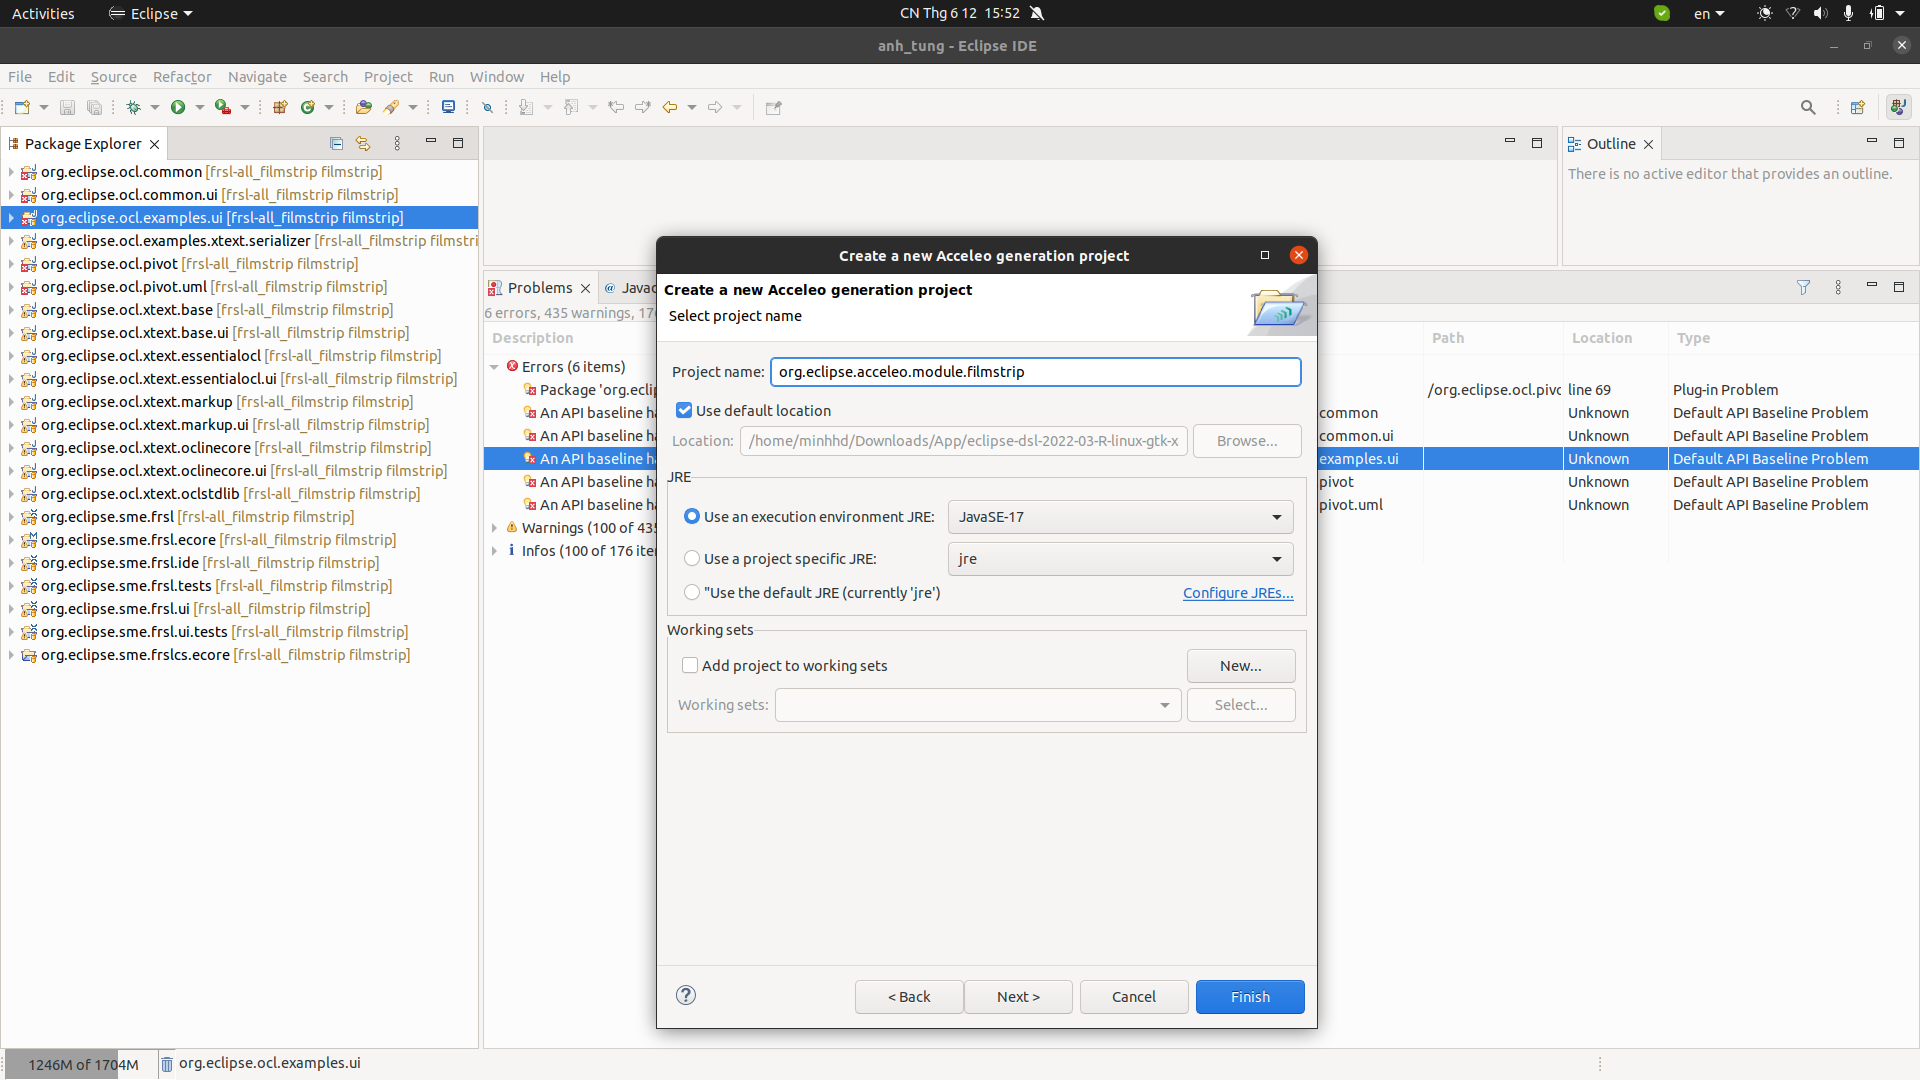 Activities
Eclipse
CN Thg 6 12 15:52
en
anh_tung - Eclipse IDE
File Edit Source Refactor Navigate Search Project Run Window Help
Package Explorer
org.eclipse.ocl.common [frsl-all_filmstrip filmstrip]
org.eclipse.ocl.common.ui [frsl-all_filmstrip filmstrip]
org.eclipse.ocl.examples.ui [frsl-all_filmstrip filmstrip]
org.eclipse.ocl.examples.xtext.serializer [frsl-all_filmstrip filmstri
org.eclipse.ocl.pivot [frsl-all_filmstrip filmstrip]
org.eclipse.ocl.pivot.uml [frsl-all_filmstrip filmstrip]
org.eclipse.ocl.xtext.base [frsl-all_filmstrip filmstrip]
org.eclipse.ocl.xtext.base.ui [frsl-all_filmstrip filmstrip]
org.eclipse.ocl.xtext.essentialocl [frsl-all_filmstrip filmstrip]
org.eclipse.ocl.xtext.essentialocl.ui [frsl-all_filmstrip filmstrip]
org.eclipse.ocl.xtext.markup [frsl-all_filmstrip filmstrip]
org.eclipse.ocl.xtext.markup.ui [frsl-all_filmstrip filmstrip]
org.eclipse.ocl.xtext.oclinecore [frsl-all_filmstrip filmstrip]
org.eclipse.ocl.xtext.oclinecore.ui [frsl-all_filmstrip filmstrip]
org.eclipse.ocl.xtext.oclstdlib [frsl-all_filmstrip filmstrip]
org.eclipse.sme.frsl [frsl-all_filmstrip filmstrip]
org.eclipse.sme.frsl.ecore [frsl-all_filmstrip filmstrip]
org.eclipse.sme.frsl.ide [frsl-all_filmstrip filmstrip]
org.eclipse.sme.frsl.tests [frsl-all_filmstrip filmstrip]
org.eclipse.sme.frsl.ui [frsl-all_filmstrip filmstrip]
org.eclipse.sme.frsl.ui.tests [frsl-all_filmstrip filmstrip]
org.eclipse.sme.frslcs.ecore [frsl-all_filmstrip filmstrip]
Outline
There is no active editor that provides an outline.
Problems
@ Javac
6 errors, 435 warnings, 17
Description
Path
Location
Type
Errors (6 items)
Package 'org.eclip
/org.eclipse.ocl.pivo
line 69
Plug-in Problem
An API baseline ha
common
Unknown
Default API Baseline Problem
An API baseline ha
common.ui
Unknown
Default API Baseline Problem
An API baseline ha
examples.ui
Unknown
Default API Baseline Problem
An API baseline ha
pivot
Unknown
Default API Baseline Problem
An API baseline ha
pivot.uml
Unknown
Default API Baseline Problem
Warnings (100 of 435
Infos (100 of 176 iter
Create a new Acceleo generation project
Create a new Acceleo generation project
Select project name
Project name: org.eclipse.acceleo.module.filmstrip
Use default location
Location: /home/minhhd/Downloads/App/eclipse-dsl-2022-03-R-linux-gtk-x
Browse...
JRE
Use an execution environment JRE: JavaSE-17
Use a project specific JRE: jre
"Use the default JRE (currently 'jre')
Configure JREs...
Working sets
Add project to working sets
New...
Working sets:
Select...
< Back
Next >
Cancel
Finish
1246M of 1704M
org.eclipse.ocl.examples.ui